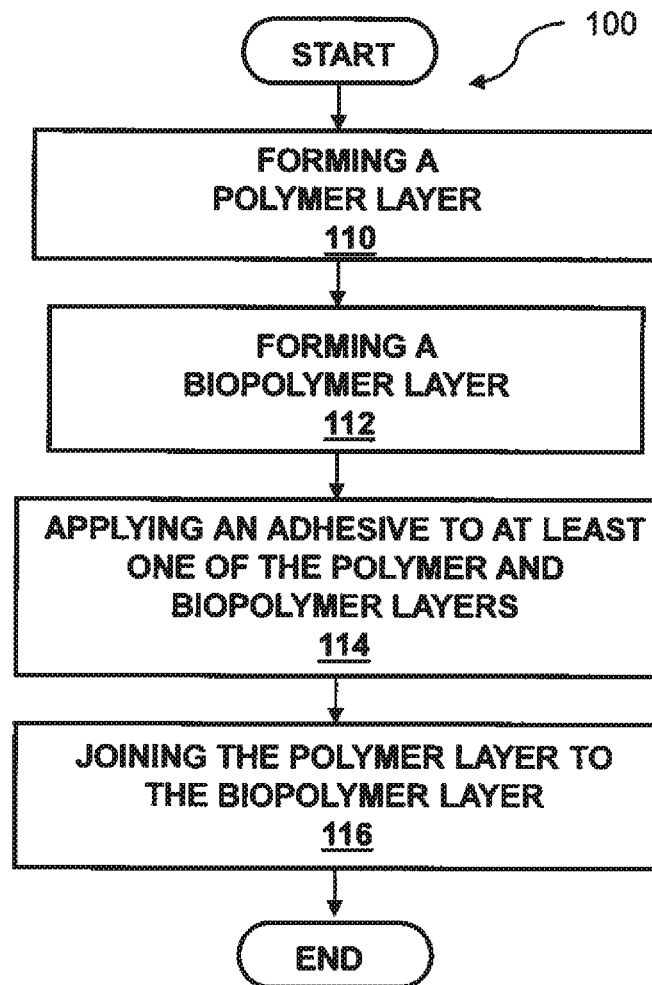 START
100
FORMING A
POLYMER LAYER
110
FORMING A
BIOPOLYMER LAYER
112
APPLYING AN ADHESIVE TO AT LEAST
ONE OF THE POLYMER AND
BIOPOLYMER LAYERS
114
JOINING THE POLYMER LAYER TO
THE BIOPOLYMER LAYER
116
END